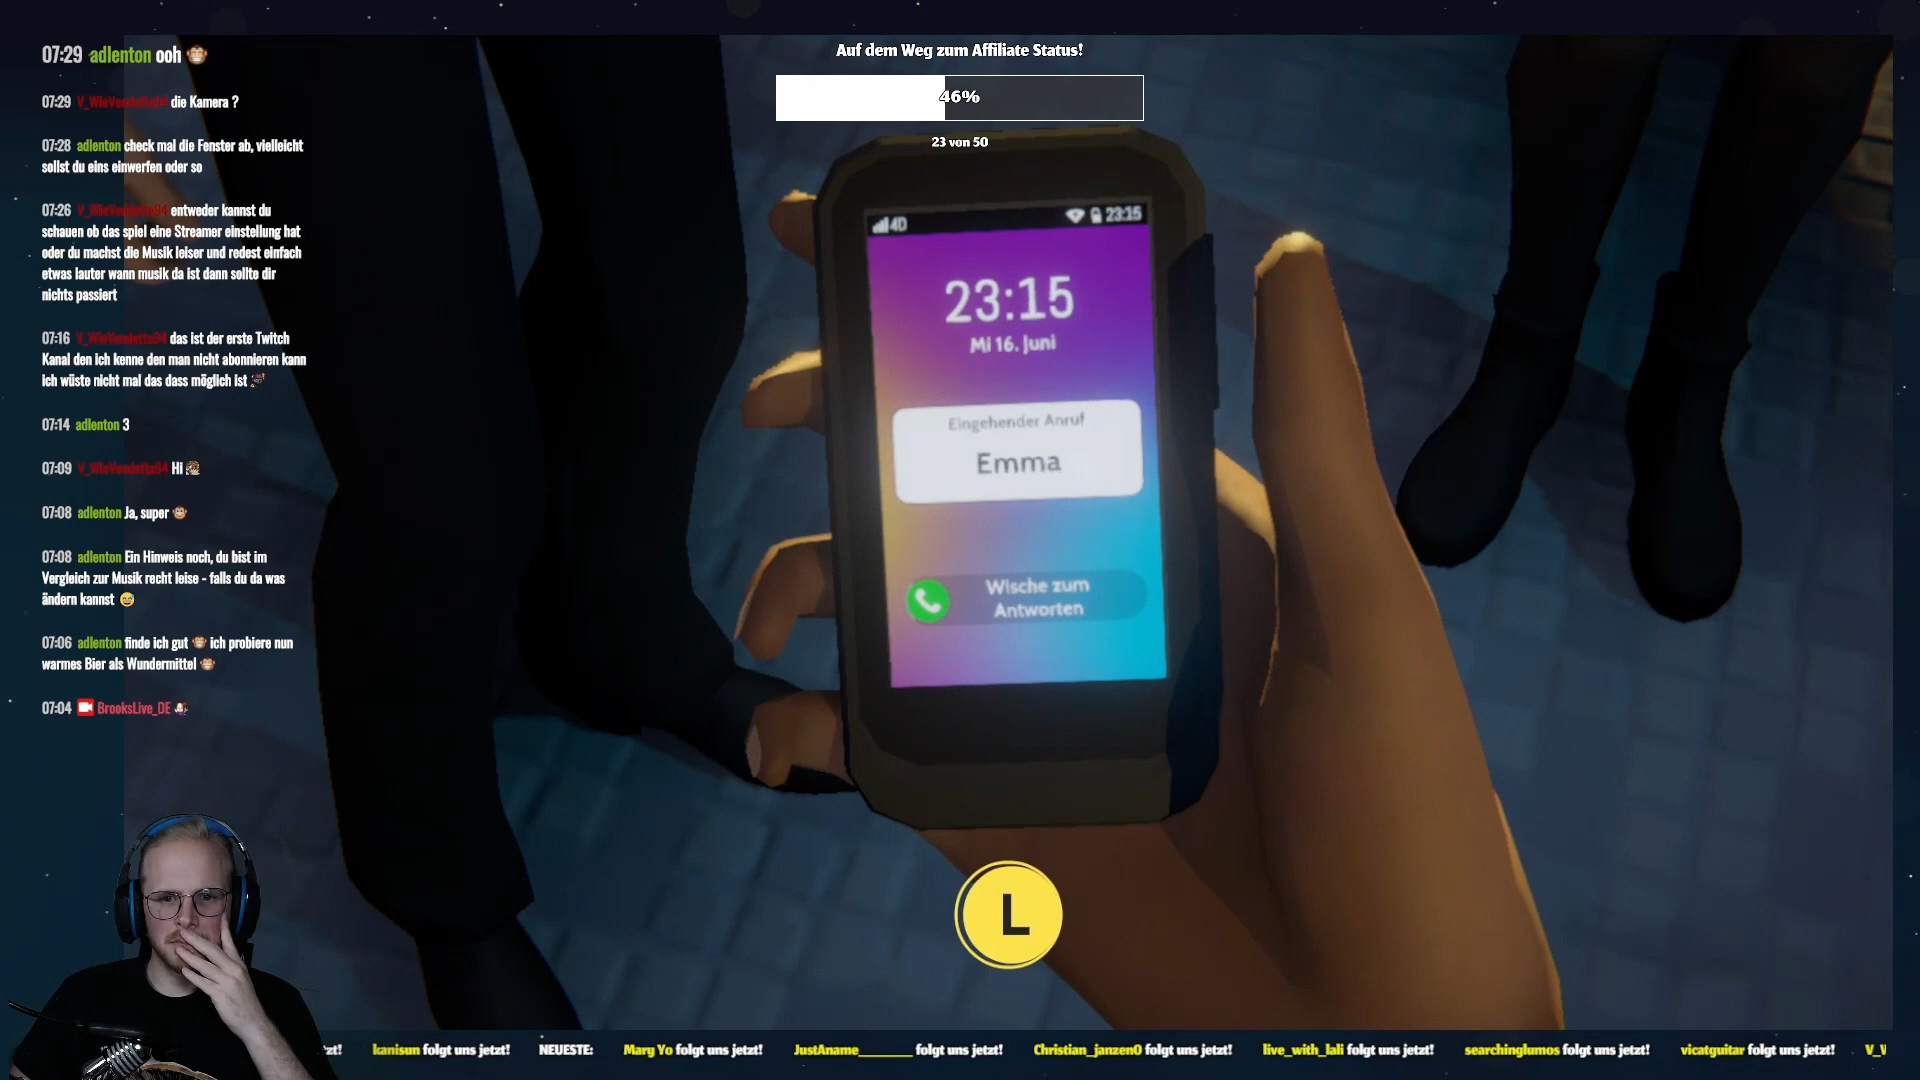 07:29 adlenton ooh
07:29 V_WieVendetta94 die Kamera ?
07:28 adlenton check mal die Fenster ab, vielleicht
sollst du eins einwerfen oder so
07:26 V_WieVendetta94 entweder kannst du
schauen ob das spiel eine Streamer einstellung hat
oder du machst die Musik leiser und redest einfach
etwas lauter wann musik da ist dann sollte dir
nichts passiert
07:16 V_WieVendetta94 das ist der erste Twitch
Kanal den ich kenne den man nicht abonnieren kann
ich wüste nicht mal das dass möglich ist
07:14 adlenton 3
07:09 V_WieVendetta94 Hi
07:08 adlenton Ja, super
07:08 adlenton Ein Hinweis noch, du bist im
Vergleich zur Musik recht leise - falls du da was
ändern kannst
07:06 adlenton finde ich gut ich probiere nun
warmes Bier als Wundermittel
07:04 BrooksLive_DE
Auf dem Weg zum Affiliate Status!
46%
23 von 50
4D 23:15
23:15
Mi 16. Juni
Eingehender Anruf
Emma
Wische zum
Antworten
L
zt! kanisun folgt uns jetzt! NEUESTE: Mary Yo folgt uns jetzt! JustAname_______ folgt uns jetzt! Christian_janzen0 folgt uns jetzt! live_with_lali folgt uns jetzt! searchinglumos folgt uns jetzt! vicatguitar folgt uns jetzt!